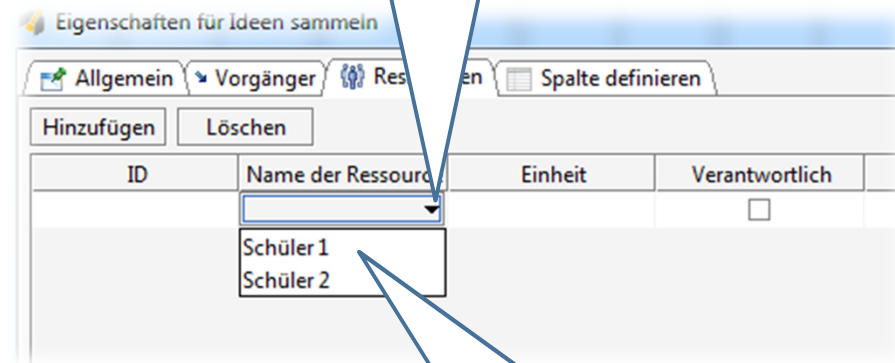 Eigenschaften für Ideen sammeln
Allgemein Vorgänger Spalte definieren
Hinzufügen Löschen
ID Name der Einheit Verantwortlich
Schüler 1
Schüler 2